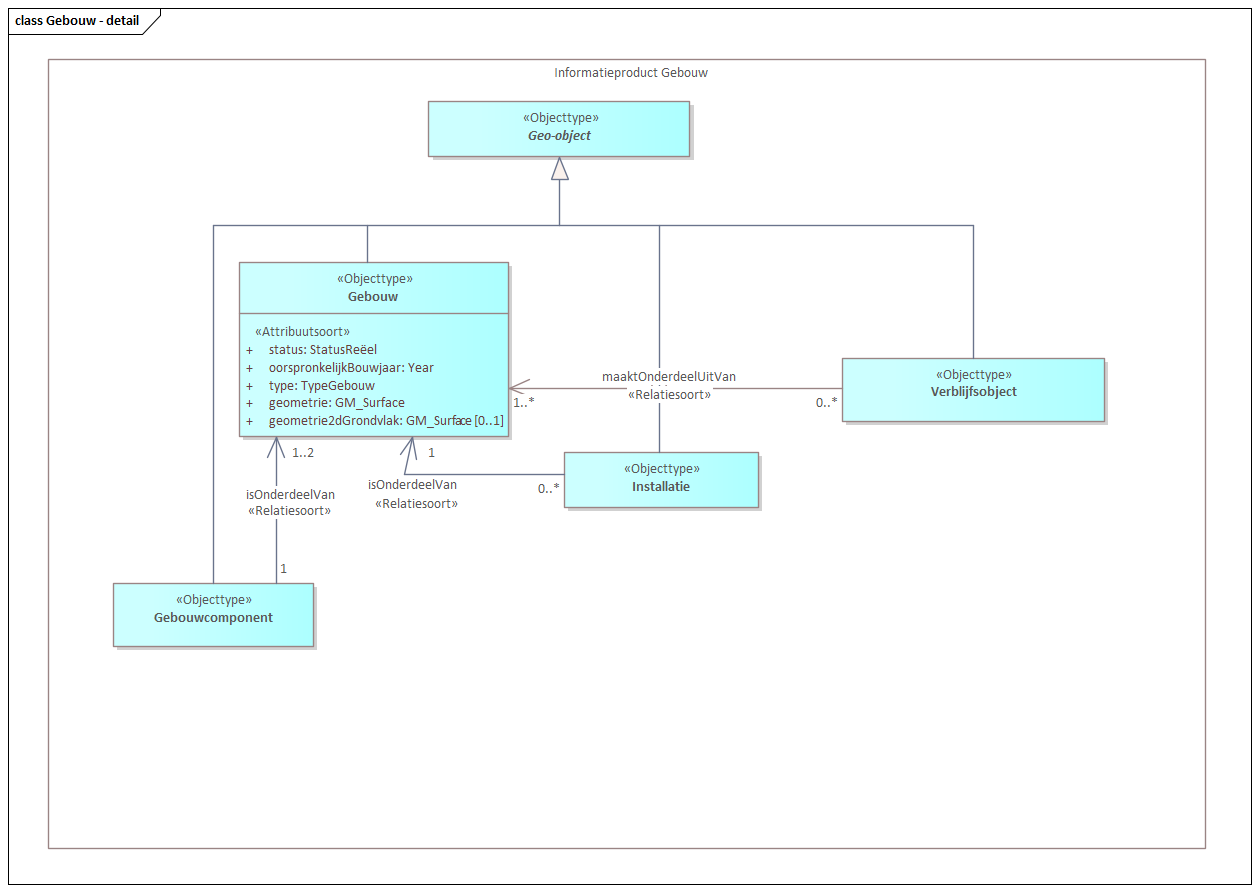 class Gebouw - detail
Informatieproduct Gebouw
«Objecttype»
Geo-object
«Objecttype»
Gebouw
«Attribuutsoort»
+ status: StatusReëel
+ oorspronkelijkBouwjaar: Year
+ type: TypeGebouw
+ geometrie: GM_Surface
+ geometrie2dGrondvlak: GM_Surface [0..1]
maaktOnderdeelUitVan
«Relatiesoort»
1..*
0..*
«Objecttype»
Verblijfsobject
1..2
1
isOnderdeelVan
«Relatiesoort»
0..*
«Objecttype»
Installatie
isOnderdeelVan
«Relatiesoort»
1
«Objecttype»
Gebouwcomponent